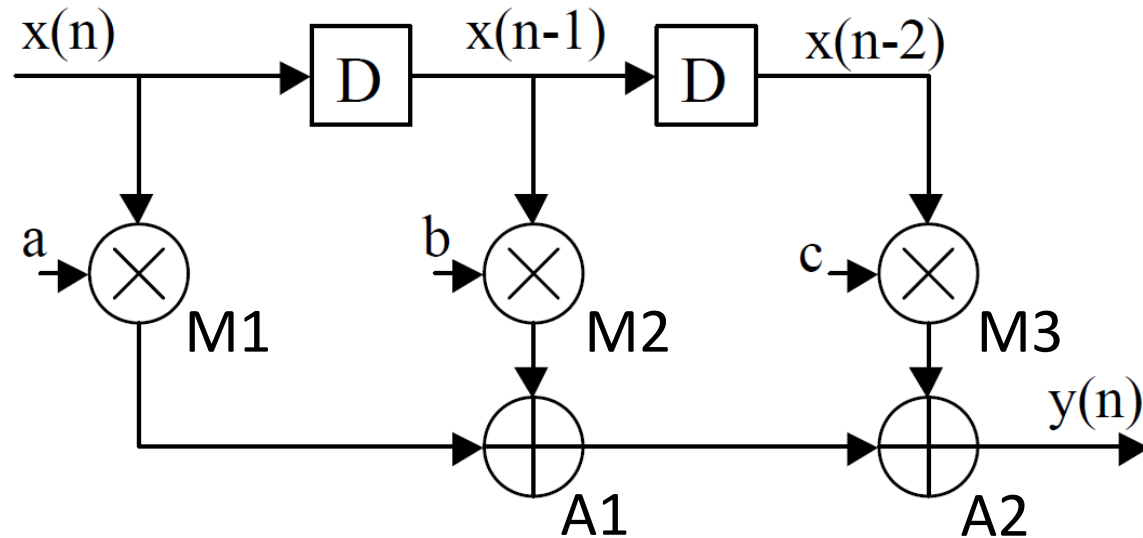 x(n) D x(n-1) D x(n-2)
a b c
M1 M2 M3
y(n)
A1 A2